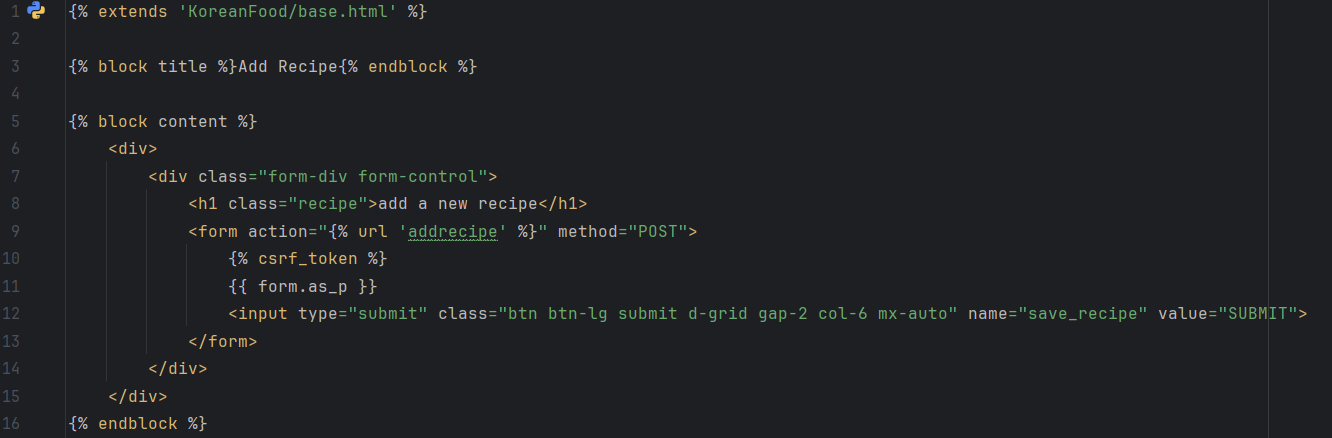 1 {% extends 'KoreanFood/base.html' %}
2
3 {% block title %}Add Recipe{% endblock %}
4
5 {% block content %}
6     <div>
7         <div class="form-div form-control">
8             <h1 class="recipe">add a new recipe</h1>
9             <form action="{% url 'addrecipe' %}" method="POST">
10                 {% csrf_token %}
11                 {{ form.as_p }}
12                 <input type="submit" class="btn btn-lg submit d-grid gap-2 col-6 mx-auto" name="save_recipe" value="SUBMIT">
13             </form>
14         </div>
15     </div>
16 {% endblock %}